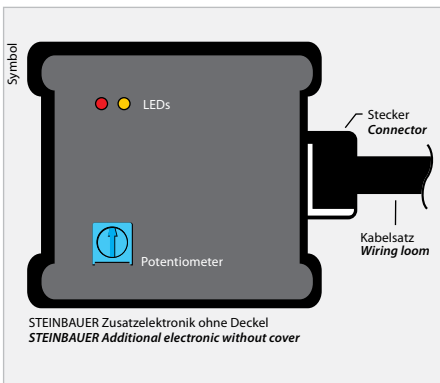 Symbol
LEDs
Stecker
Connector
Potentiometer
Kabelsatz
Wiring loom
STEINBAUER Zusatzelektronik ohne Deckel
STEINBAUER Additional electronic without cover